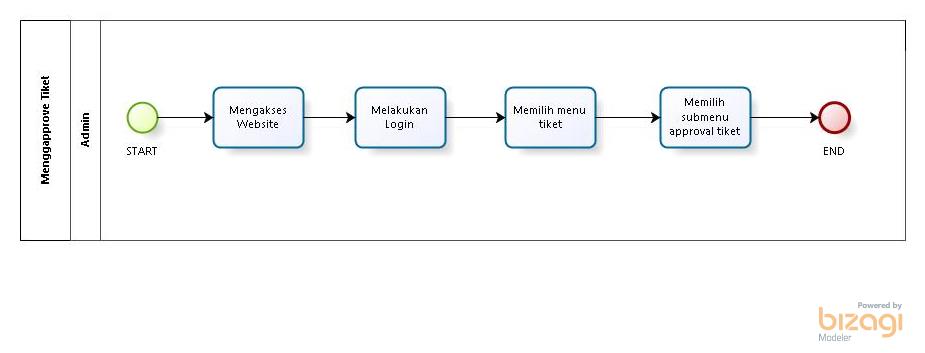 Menggapprove Tiket
Admin
START
Mengakses
Website
Melakukan
Login
Memilih menu
tiket
Memilih
submenu
approval tiket
END
Powered by
bizagi
Modeler